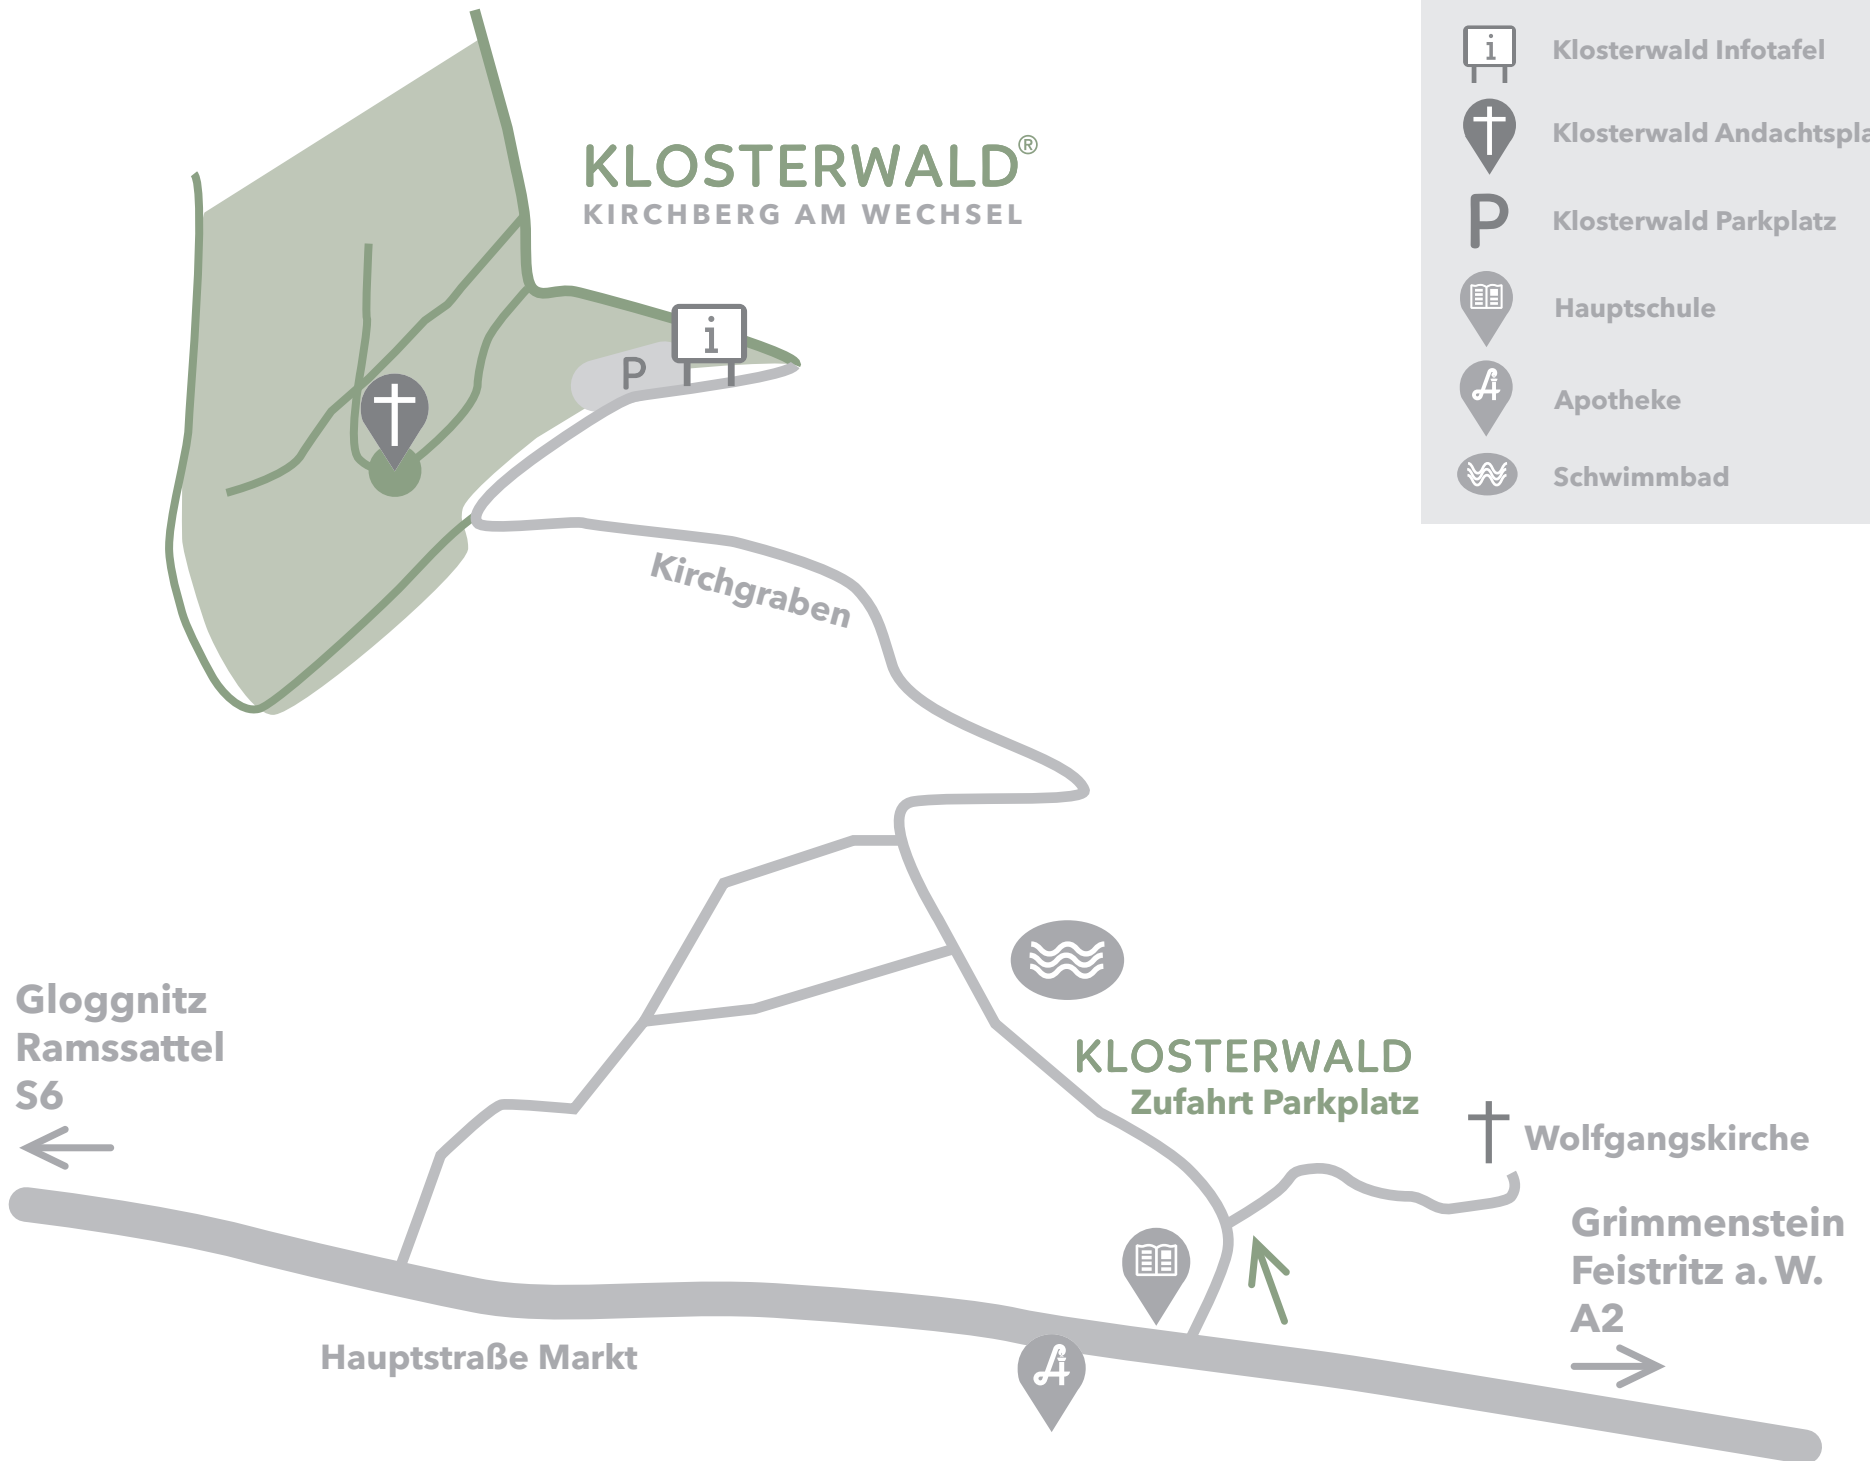 KLOSTERWALD®
KIRCHBERG AM WECHSEL
i
P
Kirchgraben
i Klosterwald Infotafel
Klosterwald Andachtspla
P Klosterwald Parkplatz
Hauptschule
A Apotheke
Schwimmbad
Gloggnitz
Ramssattel
S6
KLOSTERWALD
Zufahrt Parkplatz
Wolfgangskirche
Grimmenstein
Feistritz a. W.
A2
Hauptstraße Markt
A